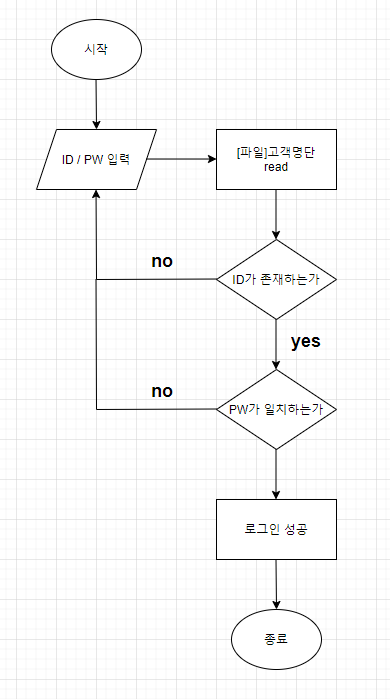 시작
ID / PW 입력
[파일]고객명단
read
no
ID가 존재하는가
yes
no
PW가 일치하는가
로그인 성공
종료